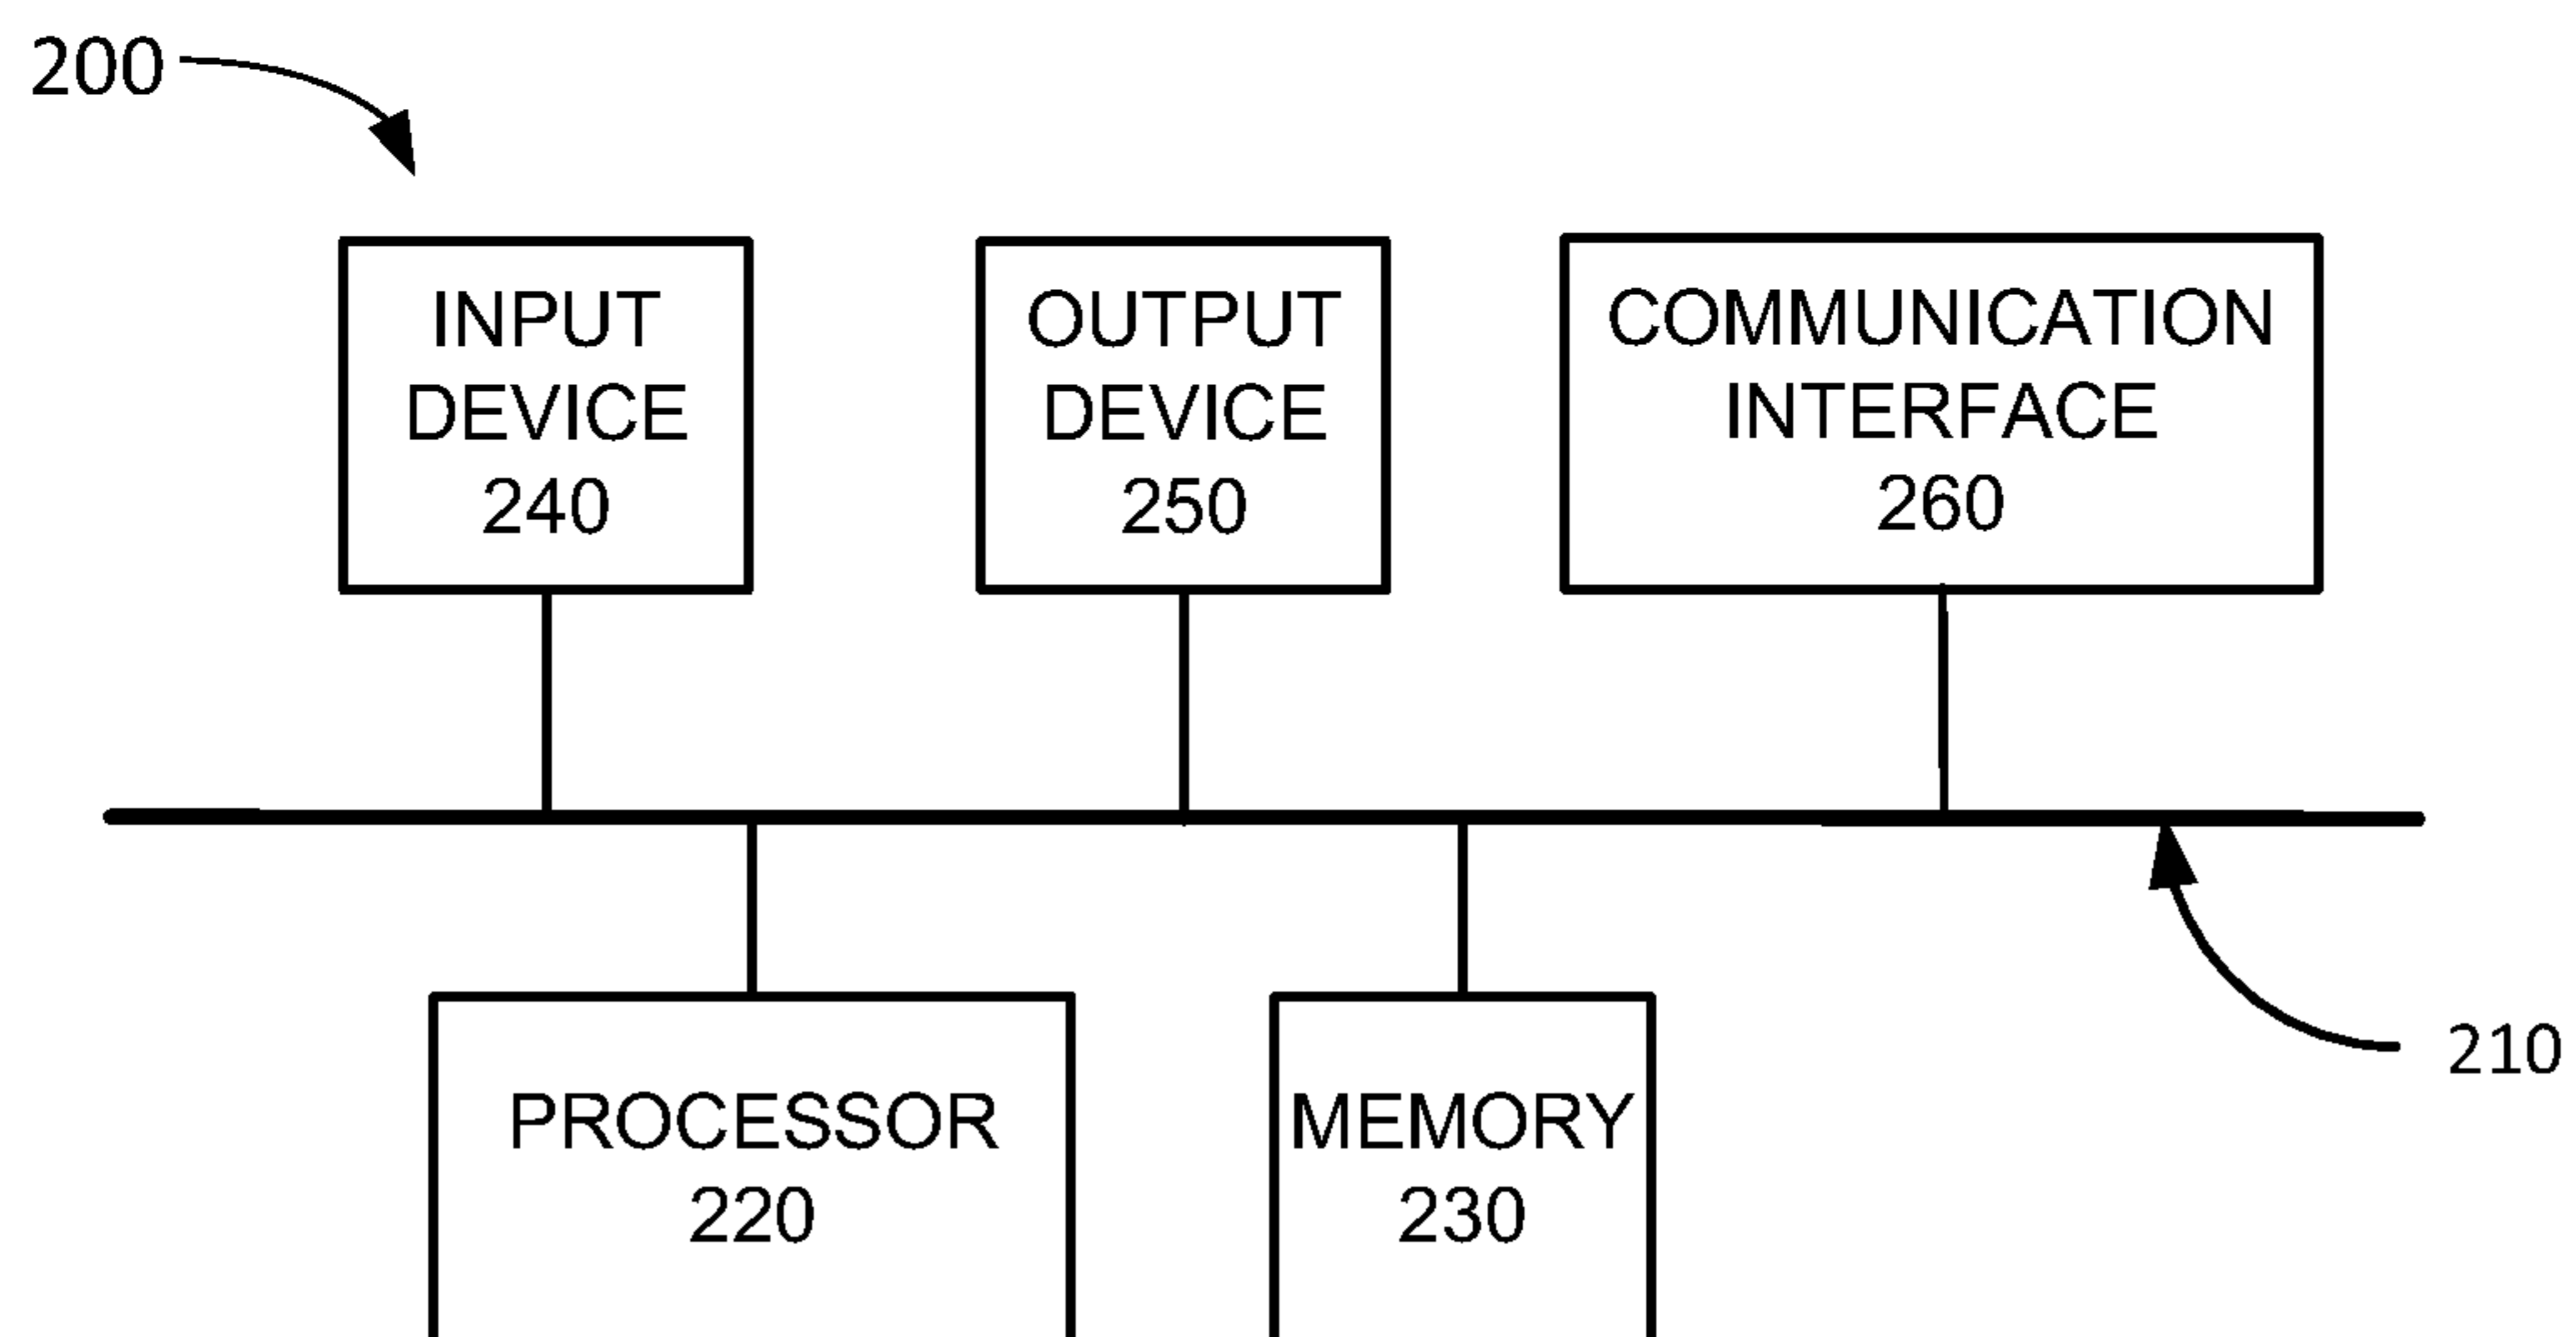 200
INPUT
DEVICE
240
OUTPUT
DEVICE
250
COMMUNICATION
INTERFACE
260
210
PROCESSOR
220
MEMORY
230